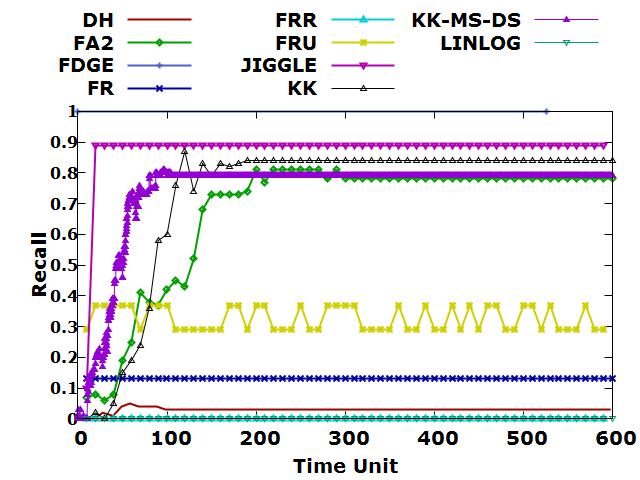 DH FRR KK-MS-DS
FA2 FRU LINLOG
FDGE JIGGLE
FR KK
1
0.9
0.8
0.7
0.6
0.5
0.4
0.3
0.2
0.1
0
Recall
0 100 200 300 400 500 600
Time Unit